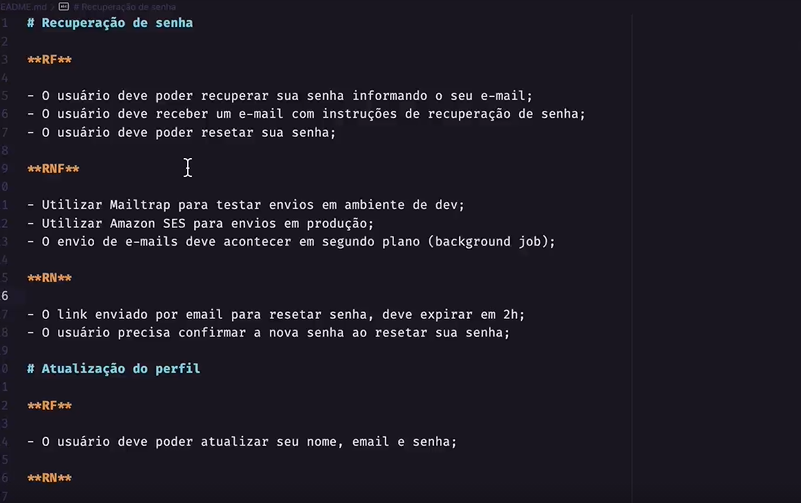 EADME.md > # Recuperação de senha
1 # Recuperação de senha
2
3 **RF**
4
5 - O usuário deve poder recuperar sua senha informando o seu e-mail;
6 - O usuário deve receber um e-mail com instruções de recuperação de senha;
7 - O usuário deve poder resetar sua senha;
8
9 **RNF**
0
1 - Utilizar Mailtrap para testar envios em ambiente de dev;
2 - Utilizar Amazon SES para envios em produção;
3 - O envio de e-mails deve acontecer em segundo plano (background job);
4
5 **RN**
6
7 - O link enviado por email para resetar senha, deve expirar em 2h;
8 - O usuário precisa confirmar a nova senha ao resetar sua senha;
9
0 # Atualização do perfil
1
2 **RF**
3
4 - O usuário deve poder atualizar seu nome, email e senha;
5
6 **RN**
7